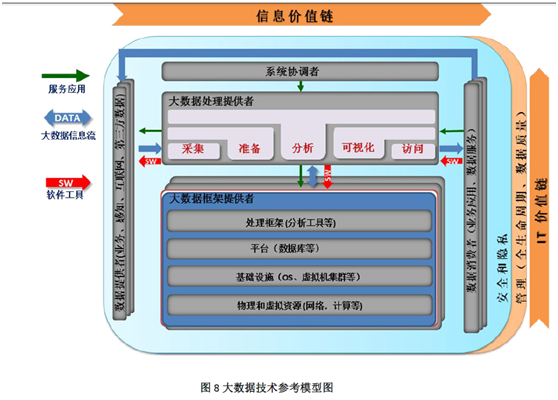 信息价值链
服务应用
DATA
大数据信息流
SW
软件工具
数据提供者(业务、感知、互联网、第三方数据)
系统协调者
大数据处理提供者
采集
准备
分析
可视化
访问
SW
SW
SW
大数据框架提供者
处理框架(分析工具等)
平台(数据库等)
基础设施(OS、虚拟机集群等)
物理和虚拟资源(网络,计算等)
数据消费者(业务应用、数据服务)
安全和隐私
管理(全生命周期、数据质量)
IT 价值链
图 8 大数据技术参考模型图